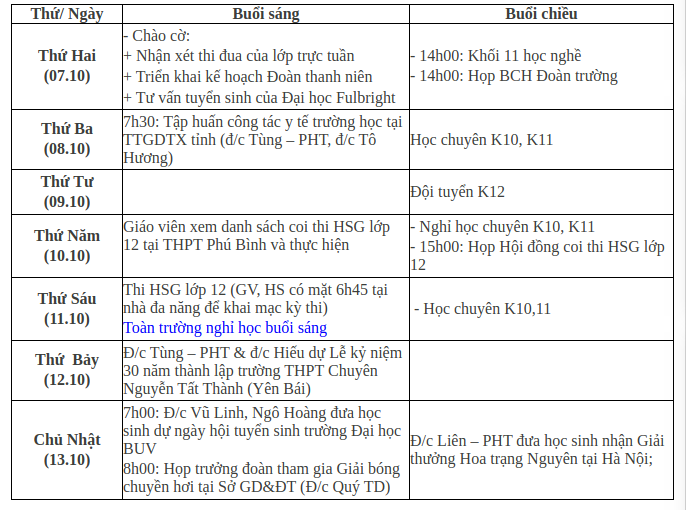 Thứ/ Ngày
Buổi sáng
Buổi chiều
Thứ Hai
(07.10)
- Chào cờ:
+ Nhận xét thi đua của lớp trực tuần
+ Triển khai kế hoạch Đoàn thanh niên
+ Tư vấn tuyển sinh của Đại học Fulbright
- 14h00: Khối 11 học nghề
- 14h00: Họp BCH Đoàn trường
Thứ Ba
(08.10)
7h30: Tập huấn công tác y tế trường học tại
TTGDTX tỉnh (đ/c Tùng – PHT, đ/c Tô
Hương)
Học chuyên K10, K11
Thứ Tư
(09.10)
Đội tuyển K12
Thứ Năm
(10.10)
Giáo viên xem danh sách coi thi HSG lớp
12 tại THPT Phú Bình và thực hiện
- Nghỉ học chuyên K10, K11
- 15h00: Họp Hội đồng coi thi HSG lớp
12
Thứ Sáu
(11.10)
Thi HSG lớp 12 (GV, HS có mặt 6h45 tại
nhà đa năng để khai mạc kỳ thi)
Toàn trường nghỉ học buổi sáng
- Học chuyên K10,11
Thứ Bảy
(12.10)
Đ/c Tùng – PHT & đ/c Hiếu dự Lễ kỷ niệm
30 năm thành lập trường THPT Chuyên
Nguyễn Tất Thành (Yên Bái)
Chủ Nhật
(13.10)
7h00: Đ/c Vũ Linh, Ngô Hoàng đưa học
sinh dự ngày hội tuyển sinh trường Đại học
BUV
8h00: Họp trưởng đoàn tham gia Giải bóng
chuyền hơi tại Sở GD&ĐT (Đ/c Quý TD)
Đ/c Liên – PHT đưa học sinh nhận Giải
thưởng Hoa trạng Nguyên tại Hà Nội;